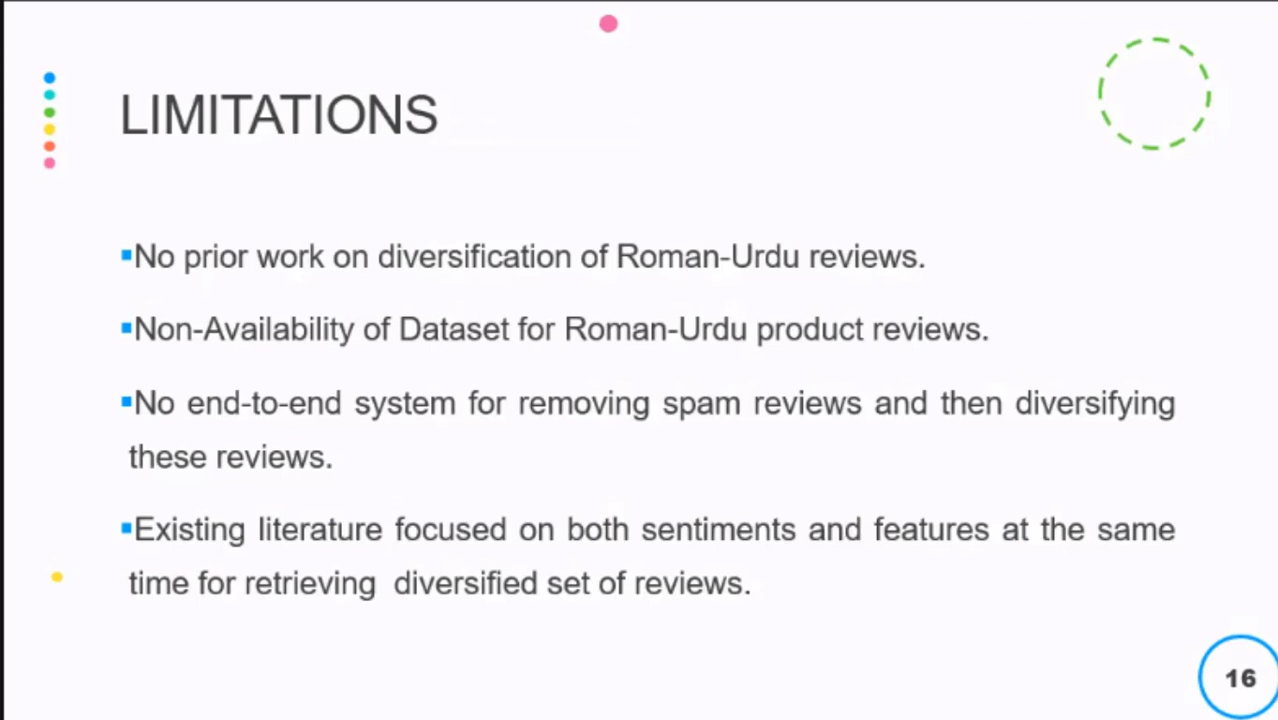 LIMITATIONS
▪No prior work on diversification of Roman-Urdu reviews.
▪Non-Availability of Dataset for Roman-Urdu product reviews.
▪No end-to-end system for removing spam reviews and then diversifying
these reviews.
▪Existing literature focused on both sentiments and features at the same
time for retrieving diversified set of reviews.
16